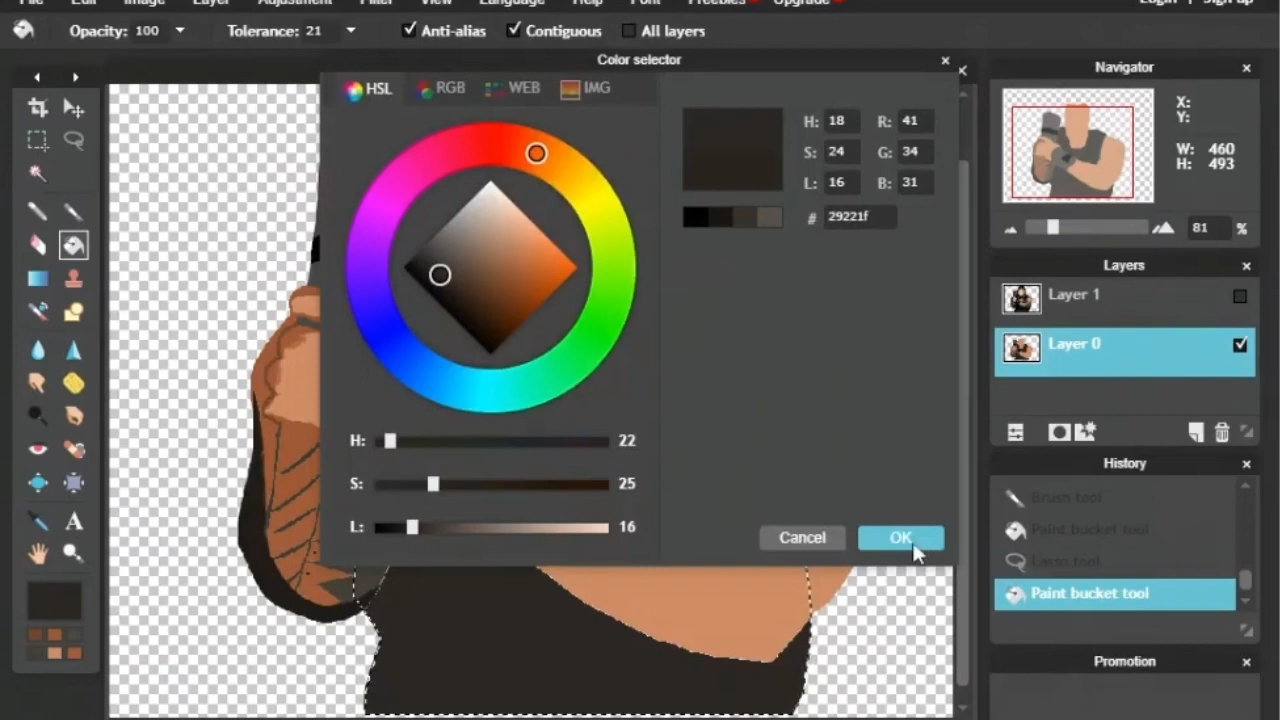 File Edit Image Layer Adjustment Filter View Language Help Font Freebies Upgrade Login Sign up
Opacity: 100 Tolerance: 21 Anti-alias Contiguous All layers
Color selector
HSL RGB WEB IMG
H: 18 R: 41
S: 24 G: 34
L: 16 B: 31
# 29221f
H: 22
S: 25
L: 16
Cancel OK
Navigator
X:
Y:
W: 460
H: 493
81 %
Layers
Layer 1
Layer 0
History
Brush tool
Paint bucket tool
Lasso tool
Paint bucket tool
Promotion
A